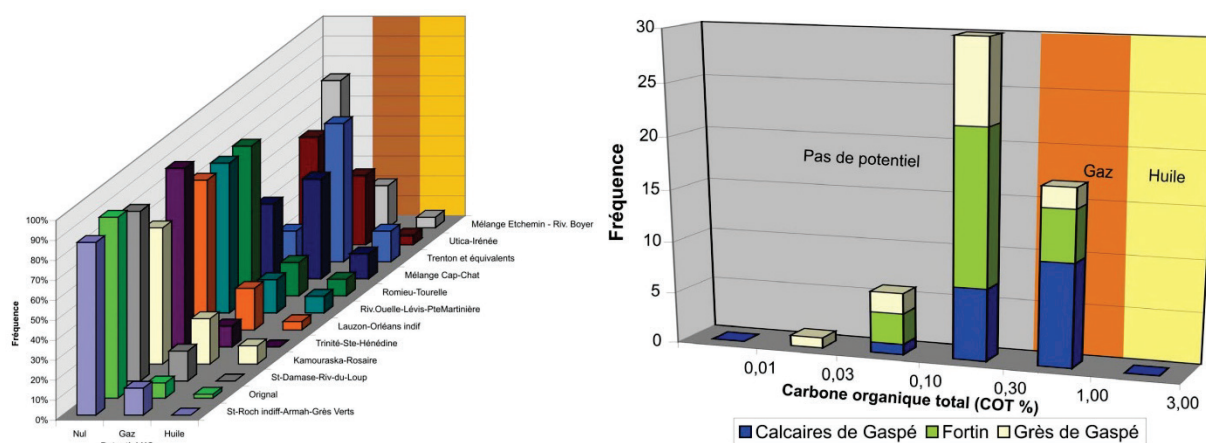 100%
90%
80%
70%
60%
50%
40%
30%
20%
10%
0%
Fréquence
Nul
Gaz
Huile
Mélange Etchemin - Riv. Boyer
Utica-Irénée
Trenton et équivalents
Mélange Cap-Chat
Romieu-Tourelle
Riv.Ouelle-Lévis-PteMartinière
Lauzon-Orléans indif
Trinité-Ste-Hénédine
Kamouraska-Rosaire
St-Damase-Riv-du-Loup
Orignal
St-Roch indiff-Armah-Grès Verts
30
25
20
15
10
5
0
Fréquence
Pas de potentiel
Gaz
Huile
0,01
0,03
0,10
0,30
1,00
3,00
Carbone organique total (COT %)
Calcaires de Gaspé
Fortin
Grès de Gaspé